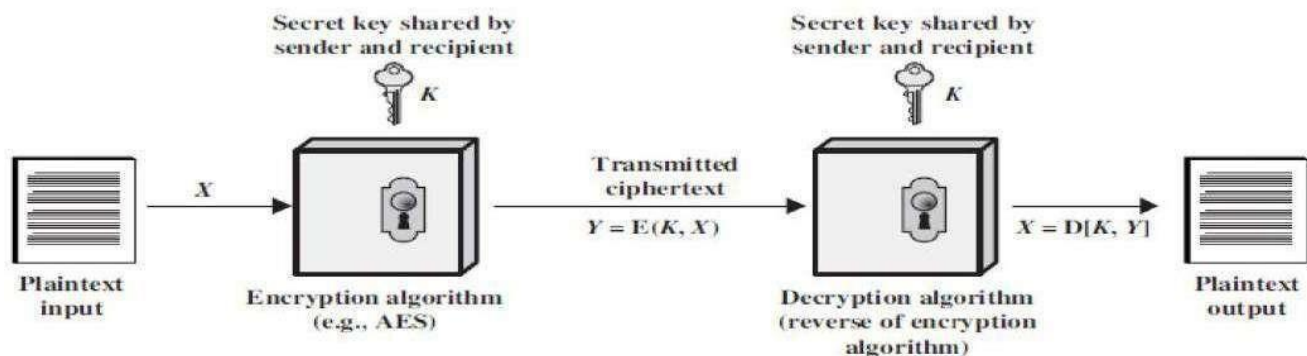 Secret key shared by
sender and recipient
K
Secret key shared by
sender and recipient
K
X
Transmitted
ciphertext
Y = E(K, X)
X = D[K, Y]
Plaintext
input
Encryption algorithm
(e.g., AES)
Decryption algorithm
(reverse of encryption
algorithm)
Plaintext
output